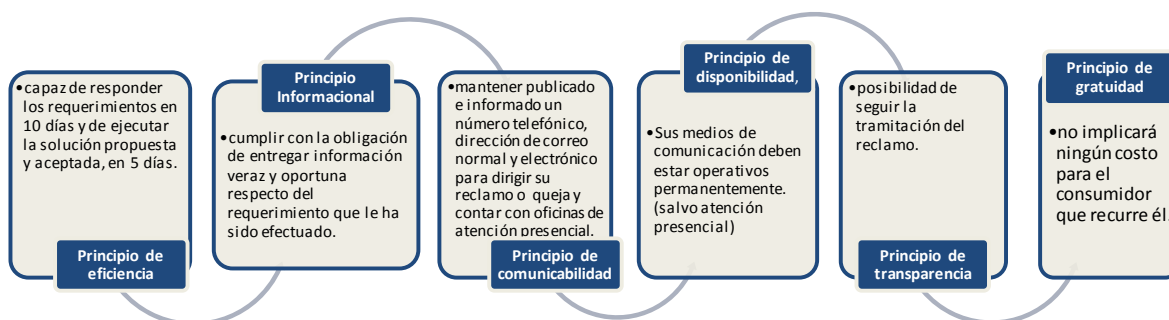 •capaz de responder
los requerimientos en
10 días y de ejecutar
la solución propuesta
y aceptada, en 5 días.
Principio de
eficiencia
Principio
Informacional
•cumplir con la obligación
de entregar información
veraz y oportuna
respecto del
requerimiento que le ha
sido efectuado.
•mantener publicado
e informado un
número telefónico,
dirección de correo
normal y electrónico
para dirigir su
reclamo o queja y
contar con oficinas de
atención presencial.
Principio de
comunicabilidad
Principio de
disponibilidad,
•Sus medios de
comunicación deben
estar operativos
permanentemente.
(salvo atención
presencial)
•posibilidad de
seguir la
tramitación del
reclamo.
Principio de
transparencia
Principio de
gratuidad
•no implicará
ningún costo
para el
consumidor
que recurre él.